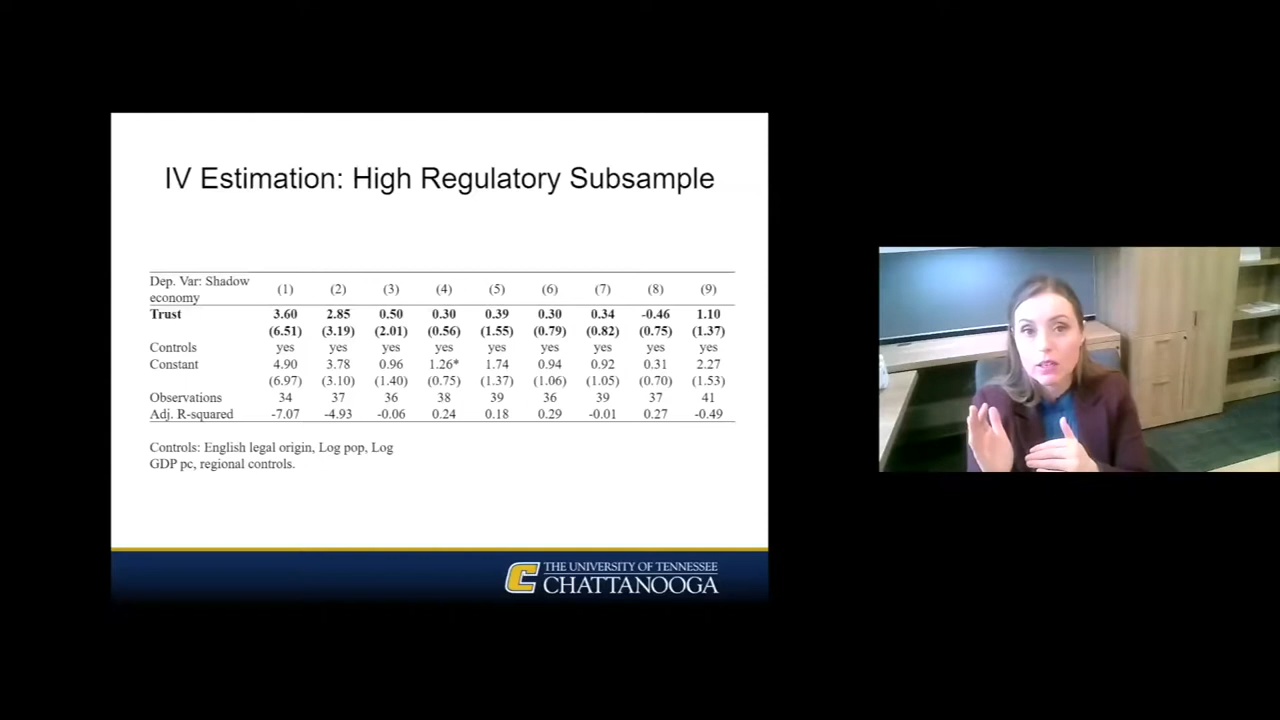 IV Estimation: High Regulatory Subsample
Dep. Var: Shadow economy (1) (2) (3) (4) (5) (6) (7) (8) (9)
Trust 3.60 2.85 0.50 0.30 0.39 0.30 0.34 -0.46 1.10
(6.51) (3.19) (2.01) (0.56) (1.55) (0.79) (0.82) (0.75) (1.37)
Controls yes yes yes yes yes yes yes yes yes
Constant 4.90 3.78 0.96 1.26* 1.74 0.94 0.92 0.31 2.27
(6.97) (3.10) (1.40) (0.75) (1.37) (1.06) (1.05) (0.70) (1.53)
Observations 34 37 36 38 39 36 39 37 41
Adj. R-squared -7.07 -4.93 -0.06 0.24 0.18 0.29 -0.01 0.27 -0.49
Controls: English legal origin, Log pop, Log
GDP pc, regional controls.
THE UNIVERSITY OF TENNESSEE
CHATTANOOGA